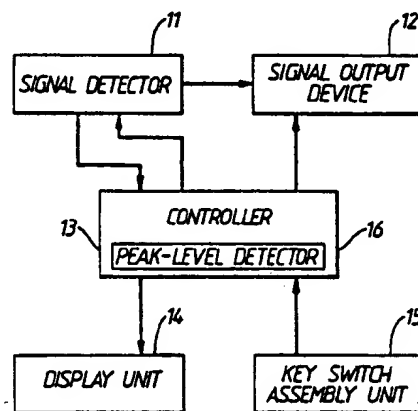 11
12
SIGNAL DETECTOR
SIGNAL OUTPUT
DEVICE
CONTROLLER
13
16
PEAK-LEVEL DETECTOR
14
15
DISPLAY UNIT
KEY SWITCH
ASSEMBLY UNIT